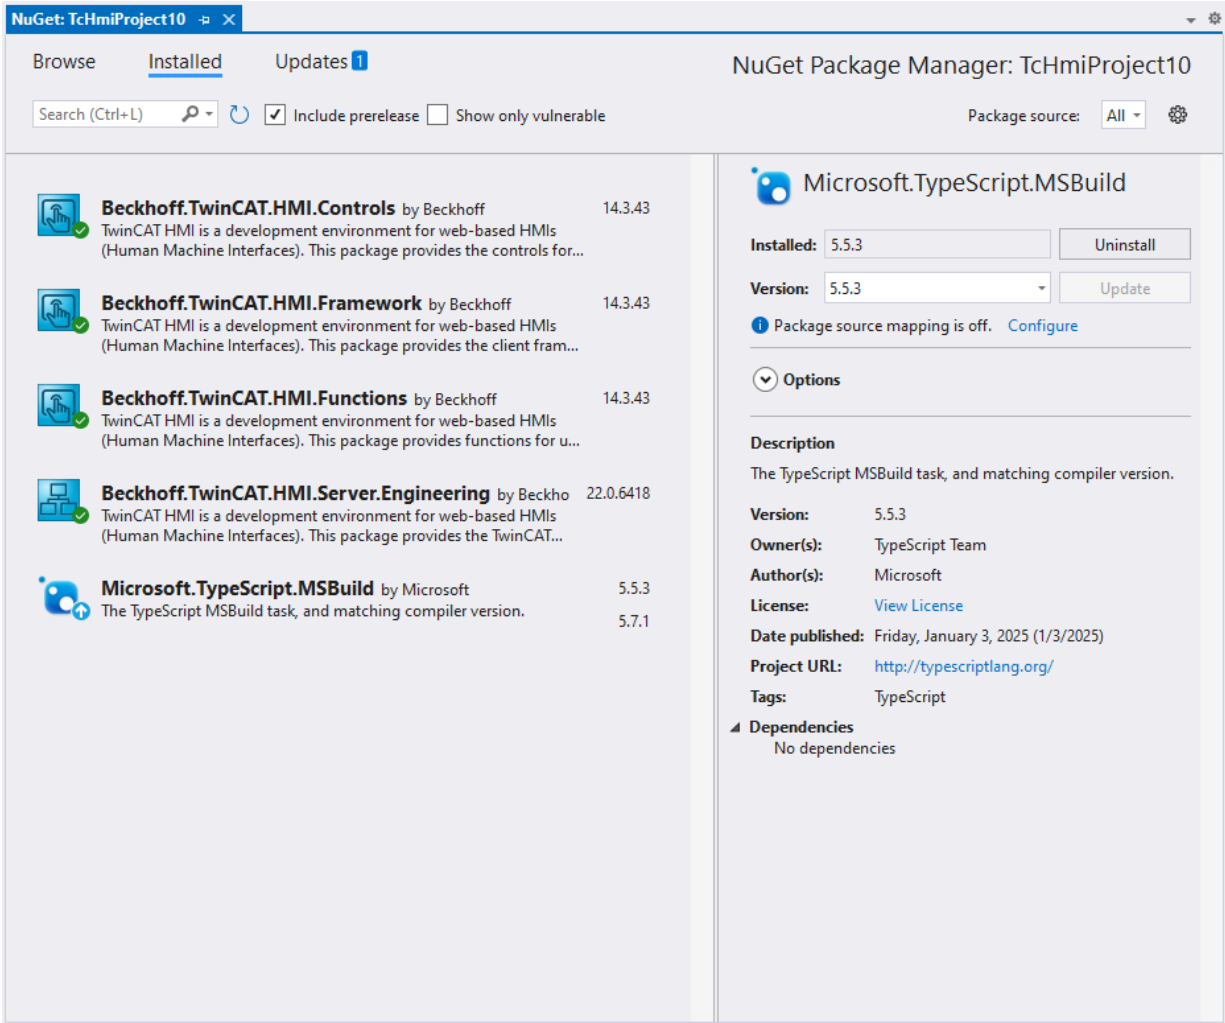 NuGet: TcHmiProject10
Browse Installed Updates 1
NuGet Package Manager: TcHmiProject10
Search (Ctrl+L) Include prerelease Show only vulnerable
Package source: All
Beckhoff.TwinCAT.HMI.Controls by Beckhoff 14.3.43
TwinCAT HMI is a development environment for web-based HMIs
(Human Machine Interfaces). This package provides the controls for...
Beckhoff.TwinCAT.HMI.Framework by Beckhoff 14.3.43
TwinCAT HMI is a development environment for web-based HMIs
(Human Machine Interfaces). This package provides the client fram...
Beckhoff.TwinCAT.HMI.Functions by Beckhoff 14.3.43
TwinCAT HMI is a development environment for web-based HMIs
(Human Machine Interfaces). This package provides functions for u...
Beckhoff.TwinCAT.HMI.Server.Engineering by Beckho 22.0.6418
TwinCAT HMI is a development environment for web-based HMIs
(Human Machine Interfaces). This package provides the TwinCAT...
Microsoft.TypeScript.MSBuild by Microsoft 5.5.3
The TypeScript MSBuild task, and matching compiler version.
5.7.1
Microsoft.TypeScript.MSBuild
Installed: 5.5.3 Uninstall
Version: 5.5.3 Update
Package source mapping is off. Configure
Options
Description
The TypeScript MSBuild task, and matching compiler version.
Version: 5.5.3
Owner(s): TypeScript Team
Author(s): Microsoft
License: View License
Date published: Friday, January 3, 2025 (1/3/2025)
Project URL: http://typescriptlang.org/
Tags: TypeScript
Dependencies
No dependencies